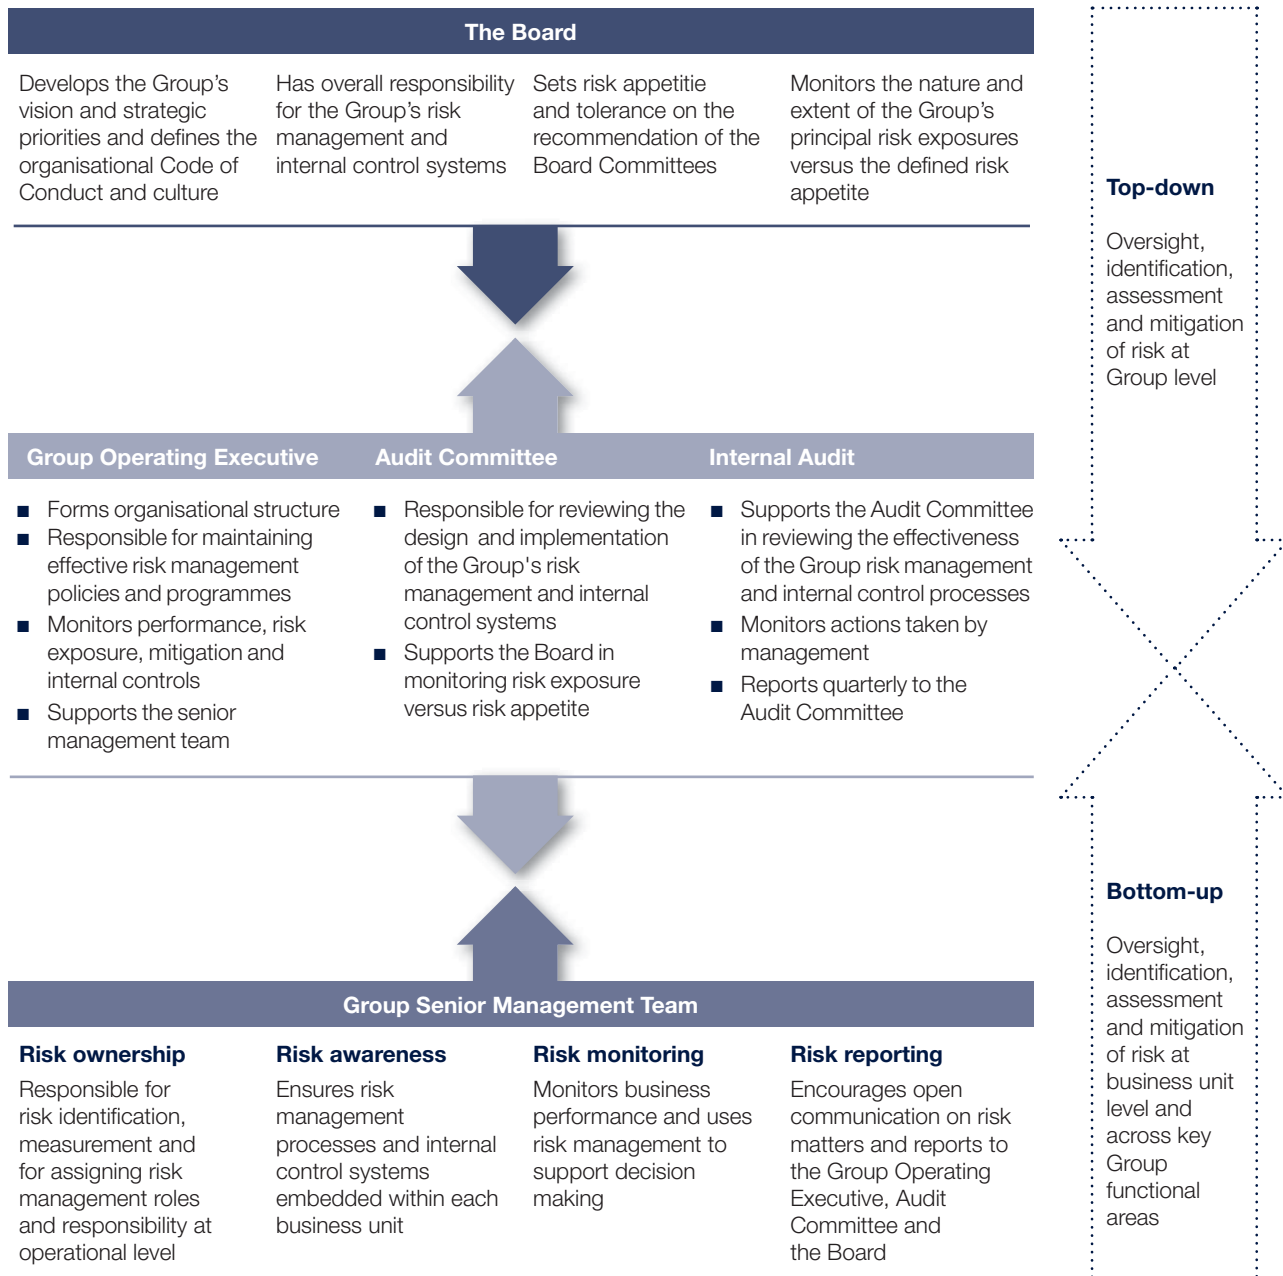 The Board
Develops the Group’s
vision and strategic
priorities and defines the
organisational Code of
Conduct and culture
Has overall responsibility
for the Group’s risk
management and
internal control systems
Sets risk appetitie
and tolerance on the
recommendation of the
Board Committees
Monitors the nature and
extent of the Group’s
principal risk exposures
versus the defined risk
appetite
Top-down
Oversight,
identification,
assessment
and mitigation
of risk at
Group level
Group Operating Executive
■ Forms organisational structure
■ Responsible for maintaining
effective risk management
policies and programmes
■ Monitors performance, risk
exposure, mitigation and
internal controls
■ Supports the senior
management team
Audit Committee
■ Responsible for reviewing the
design and implementation
of the Group's risk
management and internal
control systems
■ Supports the Board in
monitoring risk exposure
versus risk appetite
Internal Audit
■ Supports the Audit Committee
in reviewing the effectiveness
of the Group risk management
and internal control processes
■ Monitors actions taken by
management
■ Reports quarterly to the
Audit Committee
Group Senior Management Team
Risk ownership
Responsible for
risk identification,
measurement and
for assigning risk
management roles
and responsibility at
operational level
Risk awareness
Ensures risk
management
processes and internal
control systems
embedded within each
business unit
Risk monitoring
Monitors business
performance and uses
risk management to
support decision
making
Risk reporting
Encourages open
communication on risk
matters and reports to
the Group Operating
Executive, Audit
Committee and
the Board
Bottom-up
Oversight,
identification,
assessment
and mitigation
of risk at
business unit
level and
across key
Group
functional
areas